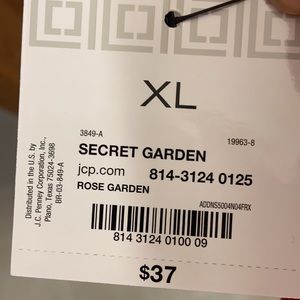 XL
3849-A
19963-8
SECRET GARDEN
jcp.com
814-3124 0125
ROSE GARDEN
ADDNS5004N04FRX
814 3124 0100 09
$37
Distributed in the U.S. by
J.C. Penney Corporation, Inc.,
Plano, Texas 75024-3698
BR-03-849-A